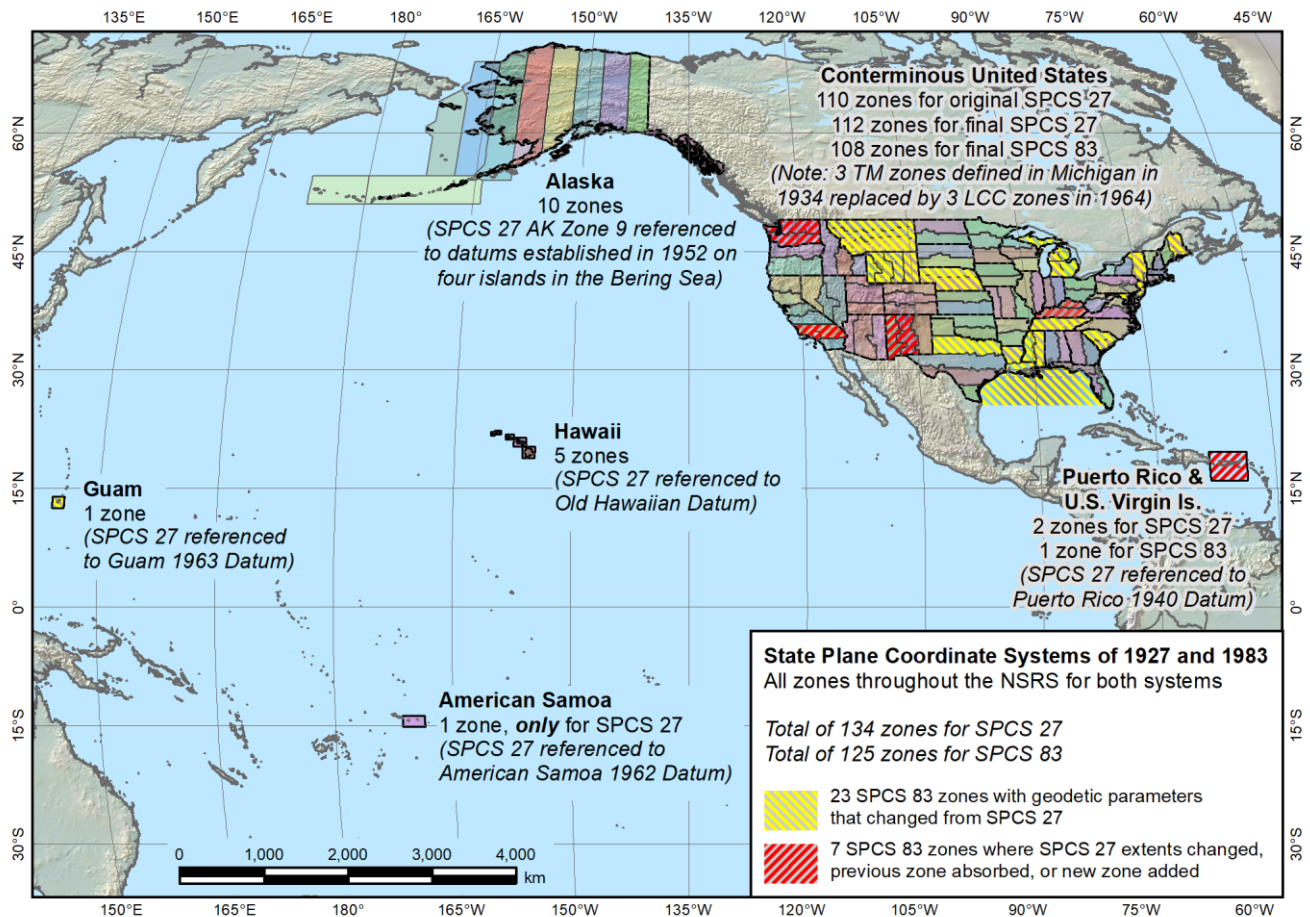 135°E 150°E 165°E 180° 165°W 150°W 135°W 120°W 105°W 90°W 75°W 60°W 45°W
60°N
45°N
30°N
15°N
0°
15°S
30°S
Conterminous United States
110 zones for original SPCS 27
112 zones for final SPCS 27
108 zones for final SPCS 83
(Note: 3 TM zones defined in Michigan in
1934 replaced by 3 LCC zones in 1964)
Alaska
10 zones
(SPCS 27 AK Zone 9 referenced
to datums established in 1952 on
four islands in the Bering Sea)
Hawaii
5 zones
(SPCS 27 referenced to
Old Hawaiian Datum)
Guam
1 zone
(SPCS 27 referenced
to Guam 1963 Datum)
Puerto Rico &
U.S. Virgin Is.
2 zones for SPCS 27
1 zone for SPCS 83
(SPCS 27 referenced to
Puerto Rico 1940 Datum)
American Samoa
1 zone, only for SPCS 27
(SPCS 27 referenced to
American Samoa 1962 Datum)
State Plane Coordinate Systems of 1927 and 1983
All zones throughout the NSRS for both systems
Total of 134 zones for SPCS 27
Total of 125 zones for SPCS 83
23 SPCS 83 zones with geodetic parameters
that changed from SPCS 27
7 SPCS 83 zones where SPCS 27 extents changed,
previous zone absorbed, or new zone added
0 1,000 2,000 3,000 4,000
km
60°N
45°N
30°N
15°N
0°
15°S
30°S
150°E 165°E 180° 165°W 150°W 135°W 120°W 105°W 90°W 75°W 60°W